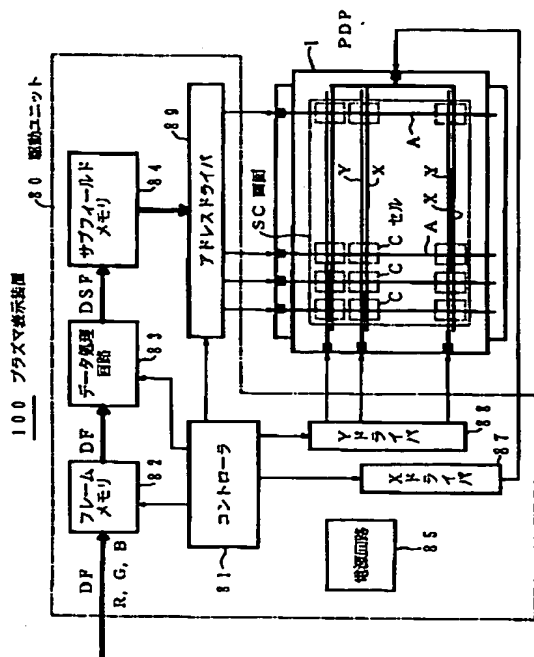 100 プラズマ表示装置
80 駆動ユニット
DF
R, G, B
フレーム
メモリ
82
DF
データ処理
回路
83
DSF
サブフィールド
メモリ
84
コントローラ
81
アドレスドライバ
89
電源回路
85
Xドライバ
87
Yドライバ
88
SC 画面
1
PDP
Y
X
A
C
C
C セル
A
X
Y